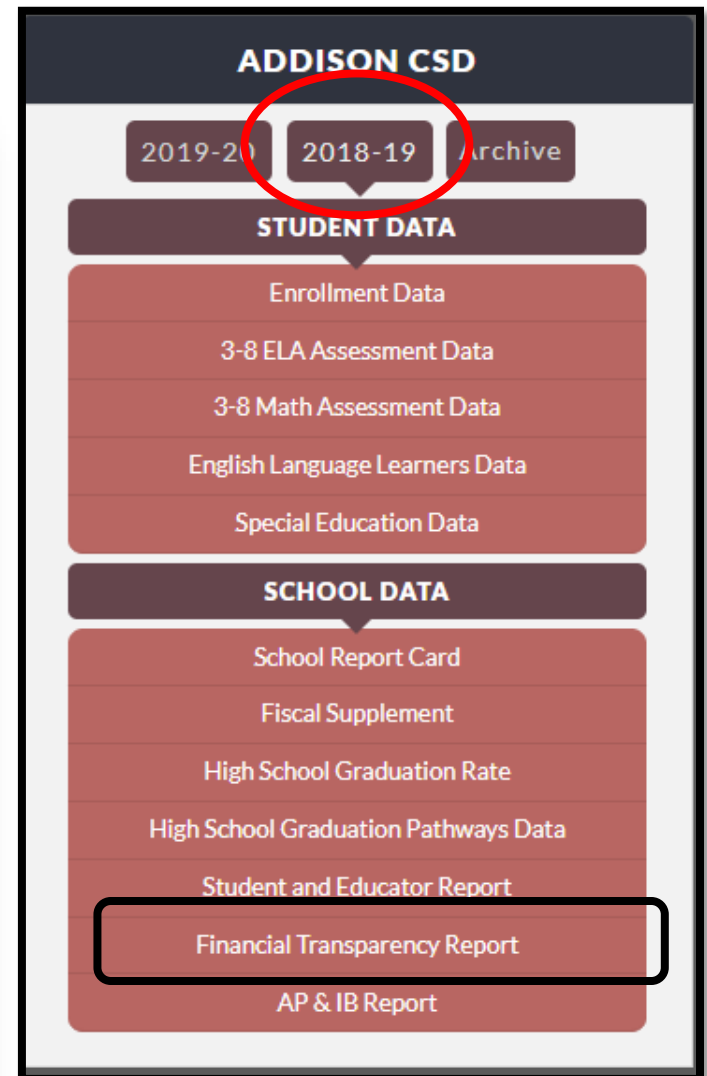 ADDISON CSD
2019-20 2018-19 Archive
STUDENT DATA
Enrollment Data
3-8 ELA Assessment Data
3-8 Math Assessment Data
English Language Learners Data
Special Education Data
SCHOOL DATA
School Report Card
Fiscal Supplement
High School Graduation Rate
High School Graduation Pathways Data
Student and Educator Report
Financial Transparency Report
AP & IB Report